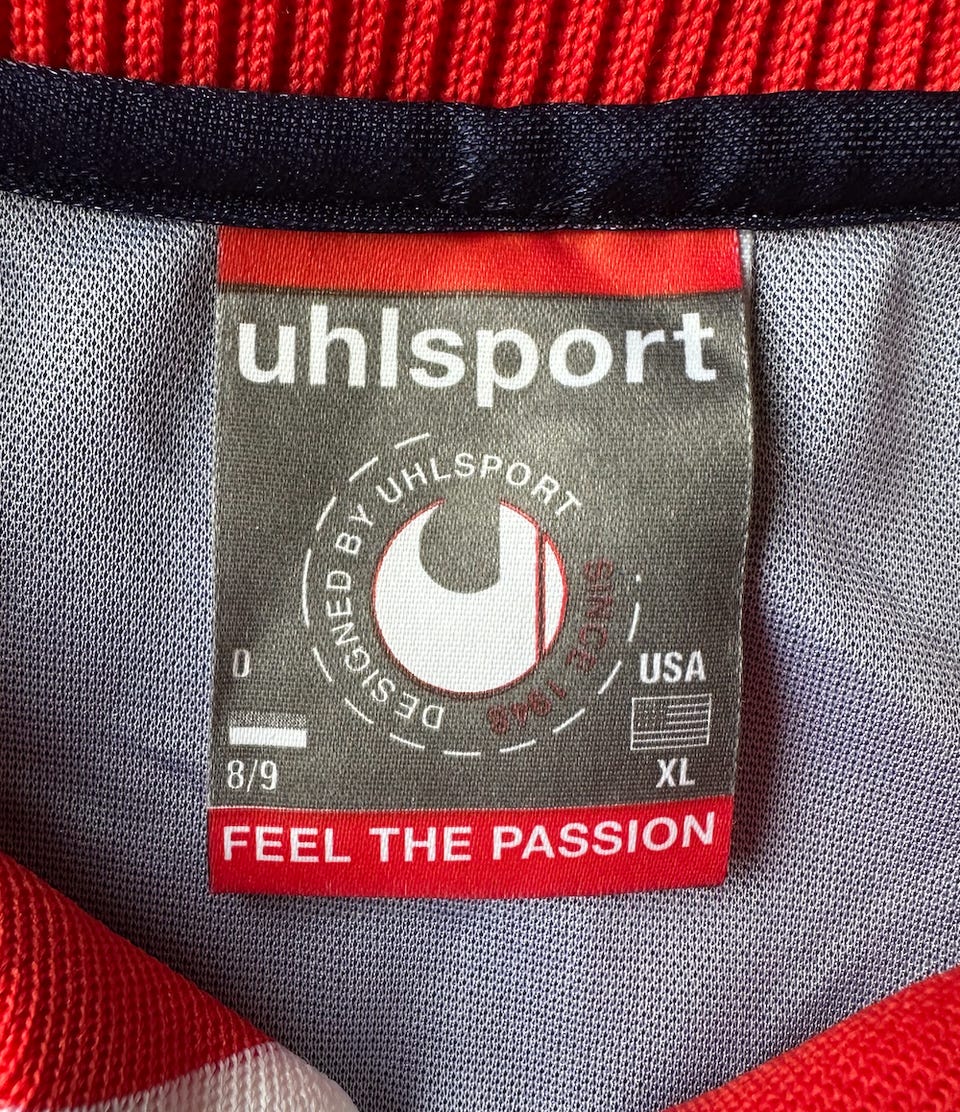 uhlsport
DESIGNED BY UHLSPORT
SINCE 1948
D
USA
8/9
XL
FEEL THE PASSION